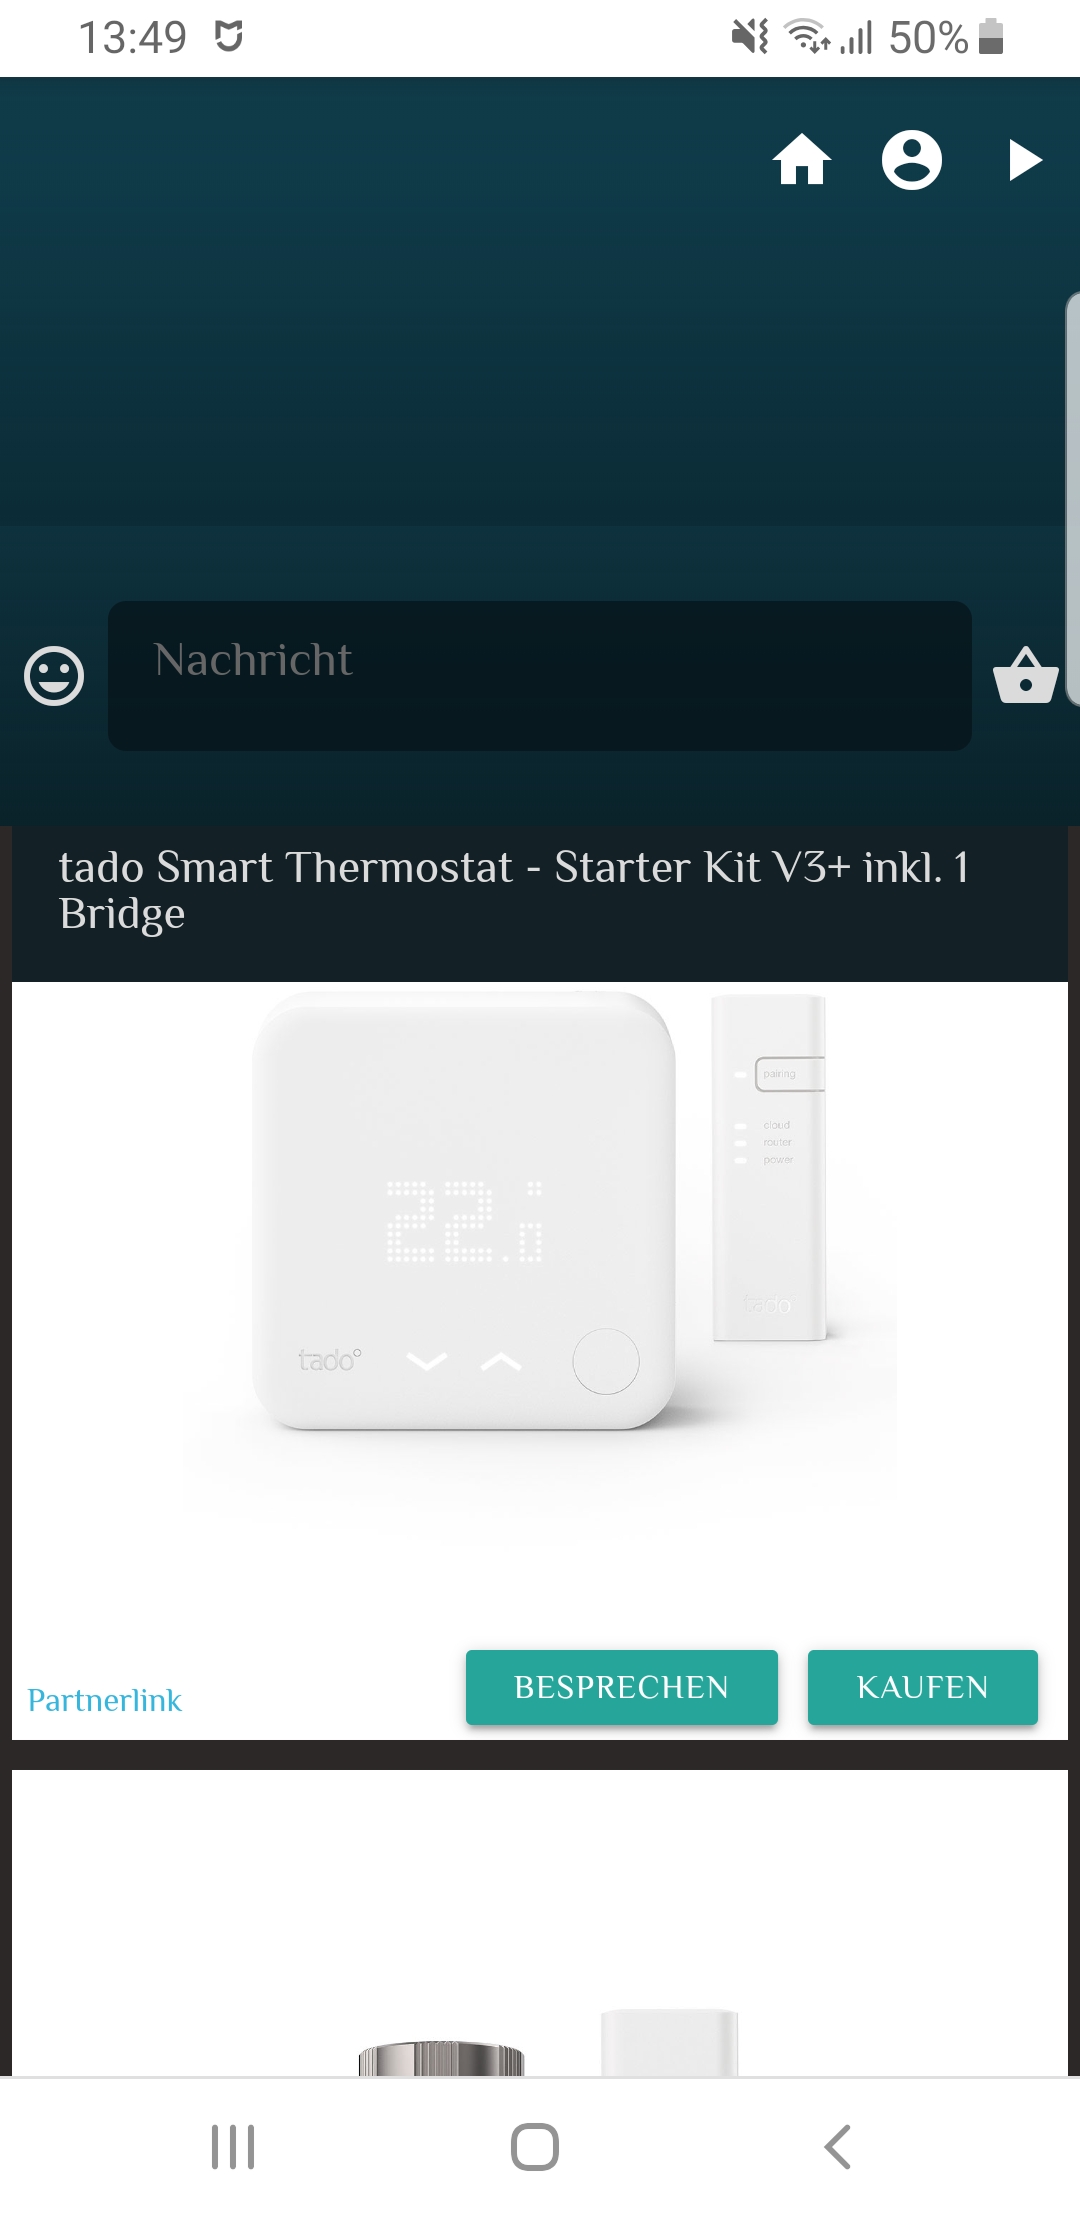 13:49
50%
Nachricht
tado Smart Thermostat - Starter Kit V3+ inkl. 1
Bridge
pairing
cloud
router
power
22.0
tado
tado°
Partnerlink
BESPRECHEN
KAUFEN